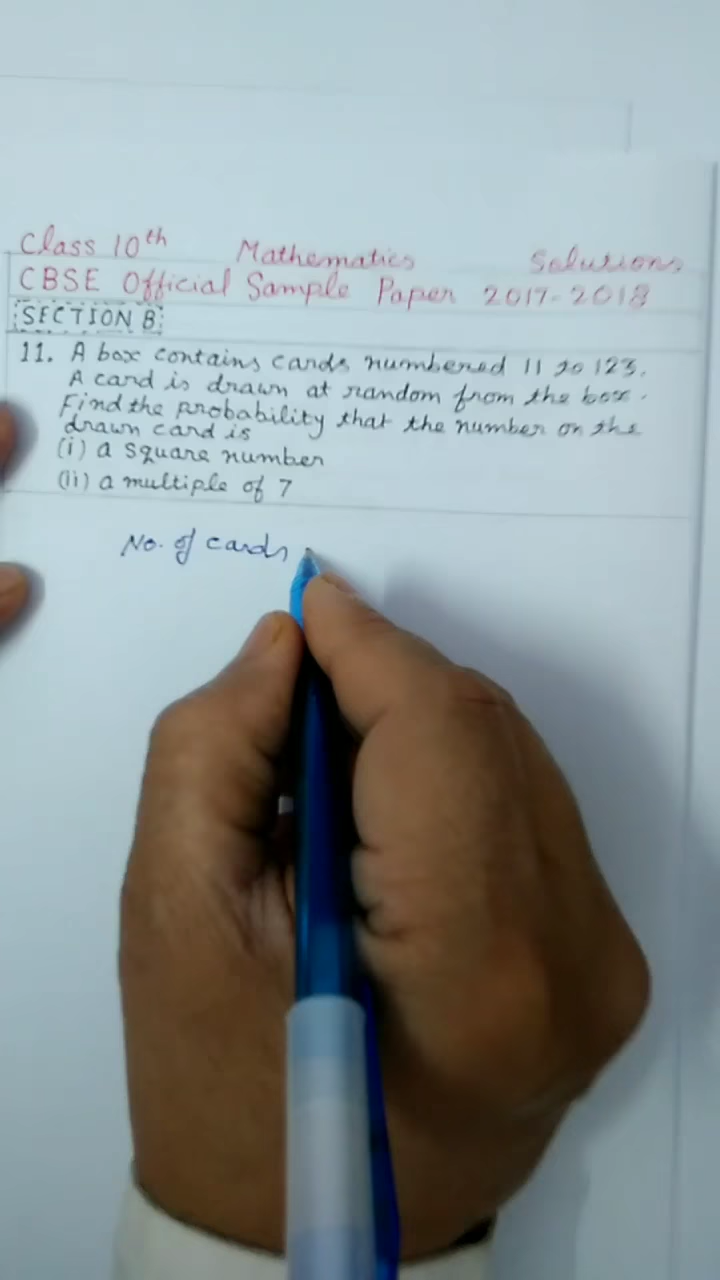 Class 10th Mathematics Solutions
CBSE Official Sample Paper 2017-2018
SECTION B
11. A box contains cards numbered 11 to 123.
A card is drawn at random from the box.
Find the probability that the number on the
drawn card is
(i) a square number
(ii) a multiple of 7
No. of cards